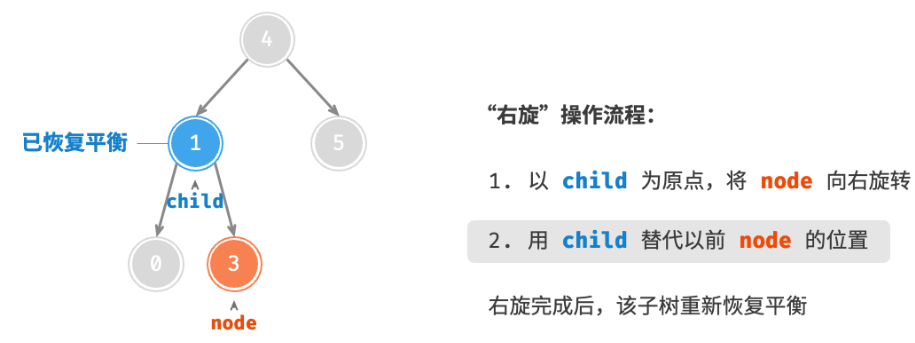 4
“右旋”操作流程：
已恢复平衡
1
5
child
1. 以 child 为原点，将 node 向右旋转
2. 用 child 替代以前 node 的位置
0
3
右旋完成后，该子树重新恢复平衡
node